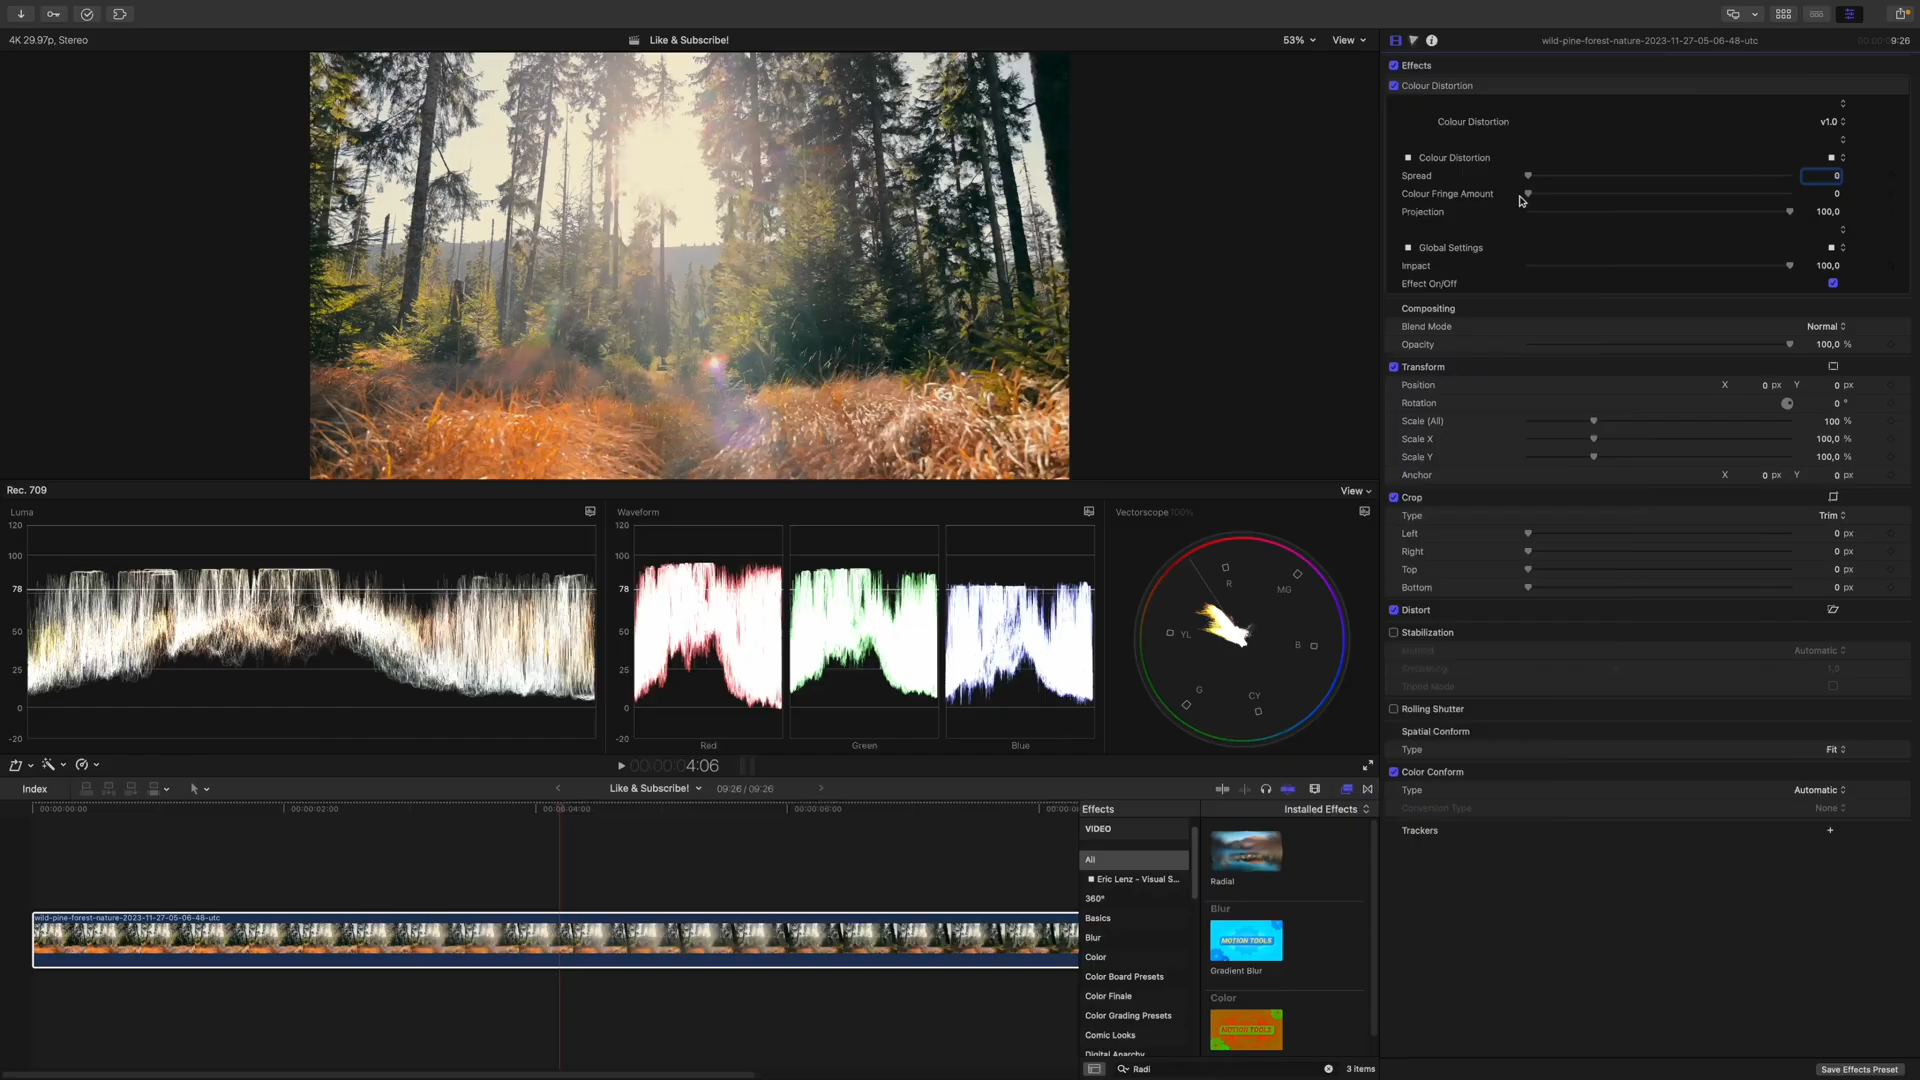 4K 29.97p, Stereo
Like & Subscribe!
53%
View
wild-pine-forest-nature-2023-11-27-05-06-48-utc
00:00:09:26
Effects
Colour Distortion
Colour Distortion
v1.0
Colour Distortion
Spread
0
Colour Fringe Amount
0
Projection
100,0
Global Settings
Impact
100,0
Effect On/Off
Compositing
Blend Mode
Normal
Opacity
100,0 %
Transform
Position
X 0 px Y 0 px
Rotation
0 °
Scale (All)
100 %
Scale X
100,0 %
Scale Y
100,0 %
Anchor
X 0 px Y 0 px
Crop
Type
Trim
Left
0 px
Right
0 px
Top
0 px
Bottom
0 px
Distort
Stabilization
Method
Automatic
Smoothing
1,0
Tripod Mode
Rolling Shutter
Spatial Conform
Type
Fit
Color Conform
Type
Automatic
Conversion Type
None
Trackers
Save Effects Preset
Rec. 709
View
Luma
120
100
78
50
25
0
-20
Waveform
120
100
78
50
25
0
-20
Red
Green
Blue
Vectorscope 100%
R
MG
B
CY
G
YL
00:00:04:06
Index
Like & Subscribe!
09:26 / 09:26
00:00:00:00
00:00:02:00
00:00:04:00
00:00:06:00
wild-pine-forest-nature-2023-11-27-05-06-48-utc
Effects
Installed Effects
VIDEO
All
Eric Lenz - Visual S...
360°
Basics
Blur
Color
Color Board Presets
Color Finale
Color Grading Presets
Comic Looks
Digital Anarchy
Radial
Blur
MOTION TOOLS
Gradient Blur
Color
MOTION TOOLS
Radi
3 items